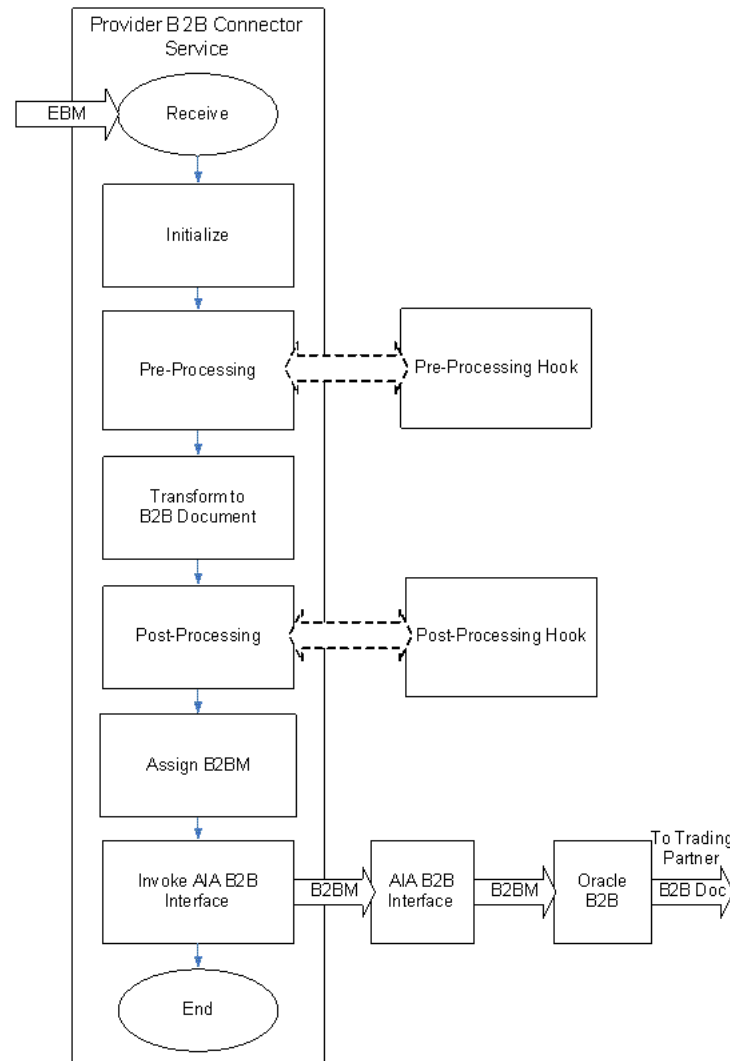 Provider B2B Connector
Service
EBM
Receive
Initialize
Pre-Processing
Pre-Processing Hook
Transform to
B2B Document
Post-Processing
Post-Processing Hook
Assign B2BM
Invoke AIA B2B
Interface
B2BM
AIA B2B
Interface
B2BM
Oracle
B2B
To Trading
Partner
B2B Doc
End